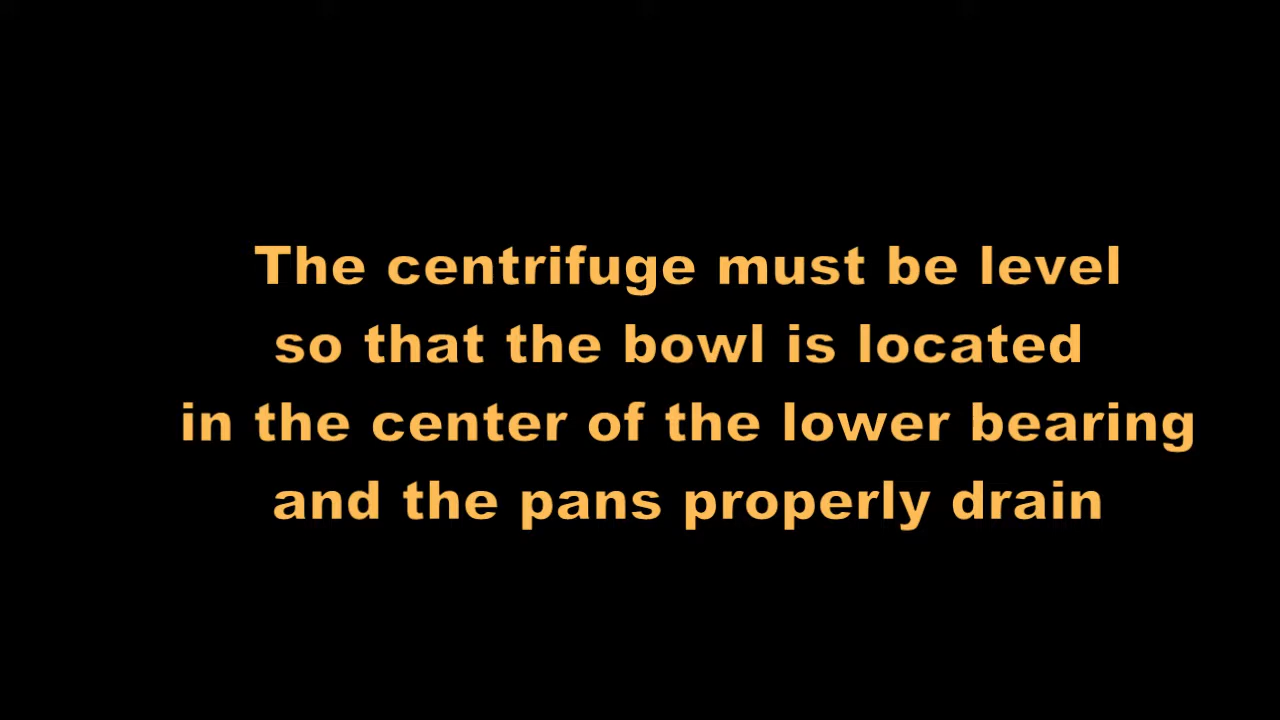 The centrifuge must be level
so that the bowl is located
in the center of the lower bearing
and the pans properly drain